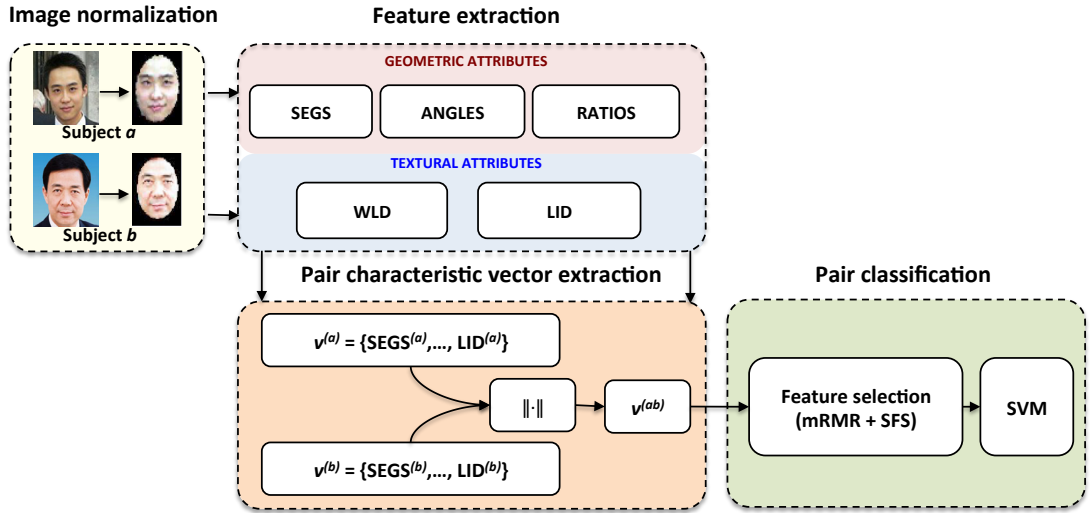 Image normalization
Feature extraction
Subject a
Subject b
GEOMETRIC ATTRIBUTES
SEGS
ANGLES
RATIOS
TEXTURAL ATTRIBUTES
WLD
LID
Pair characteristic vector extraction
Pair classification
v(a) = {SEGS(a),..., LID(a)}
‖·‖
v(ab)
v(b) = {SEGS(b),..., LID(b)}
Feature selection
(mRMR + SFS)
SVM